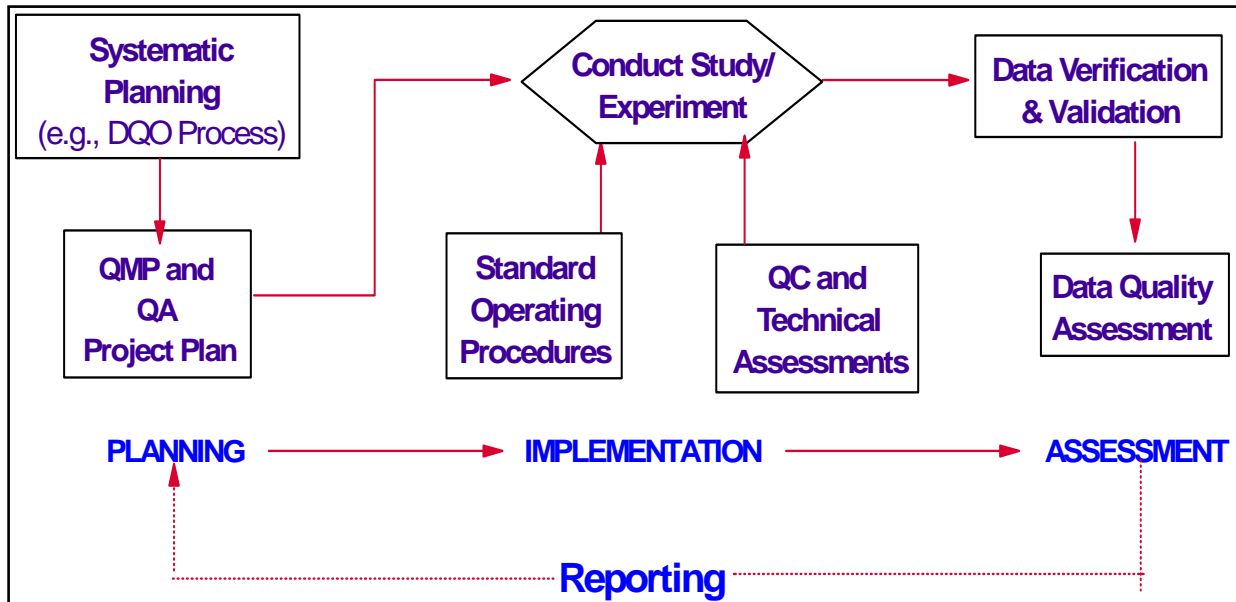 Systematic
Planning
(e.g., DQO Process)
QMP and
QA
Project Plan
Conduct Study/
Experiment
Standard
Operating
Procedures
QC and
Technical
Assessments
Data Verification
& Validation
Data Quality
Assessment
PLANNING
IMPLEMENTATION
ASSESSMENT
Reporting